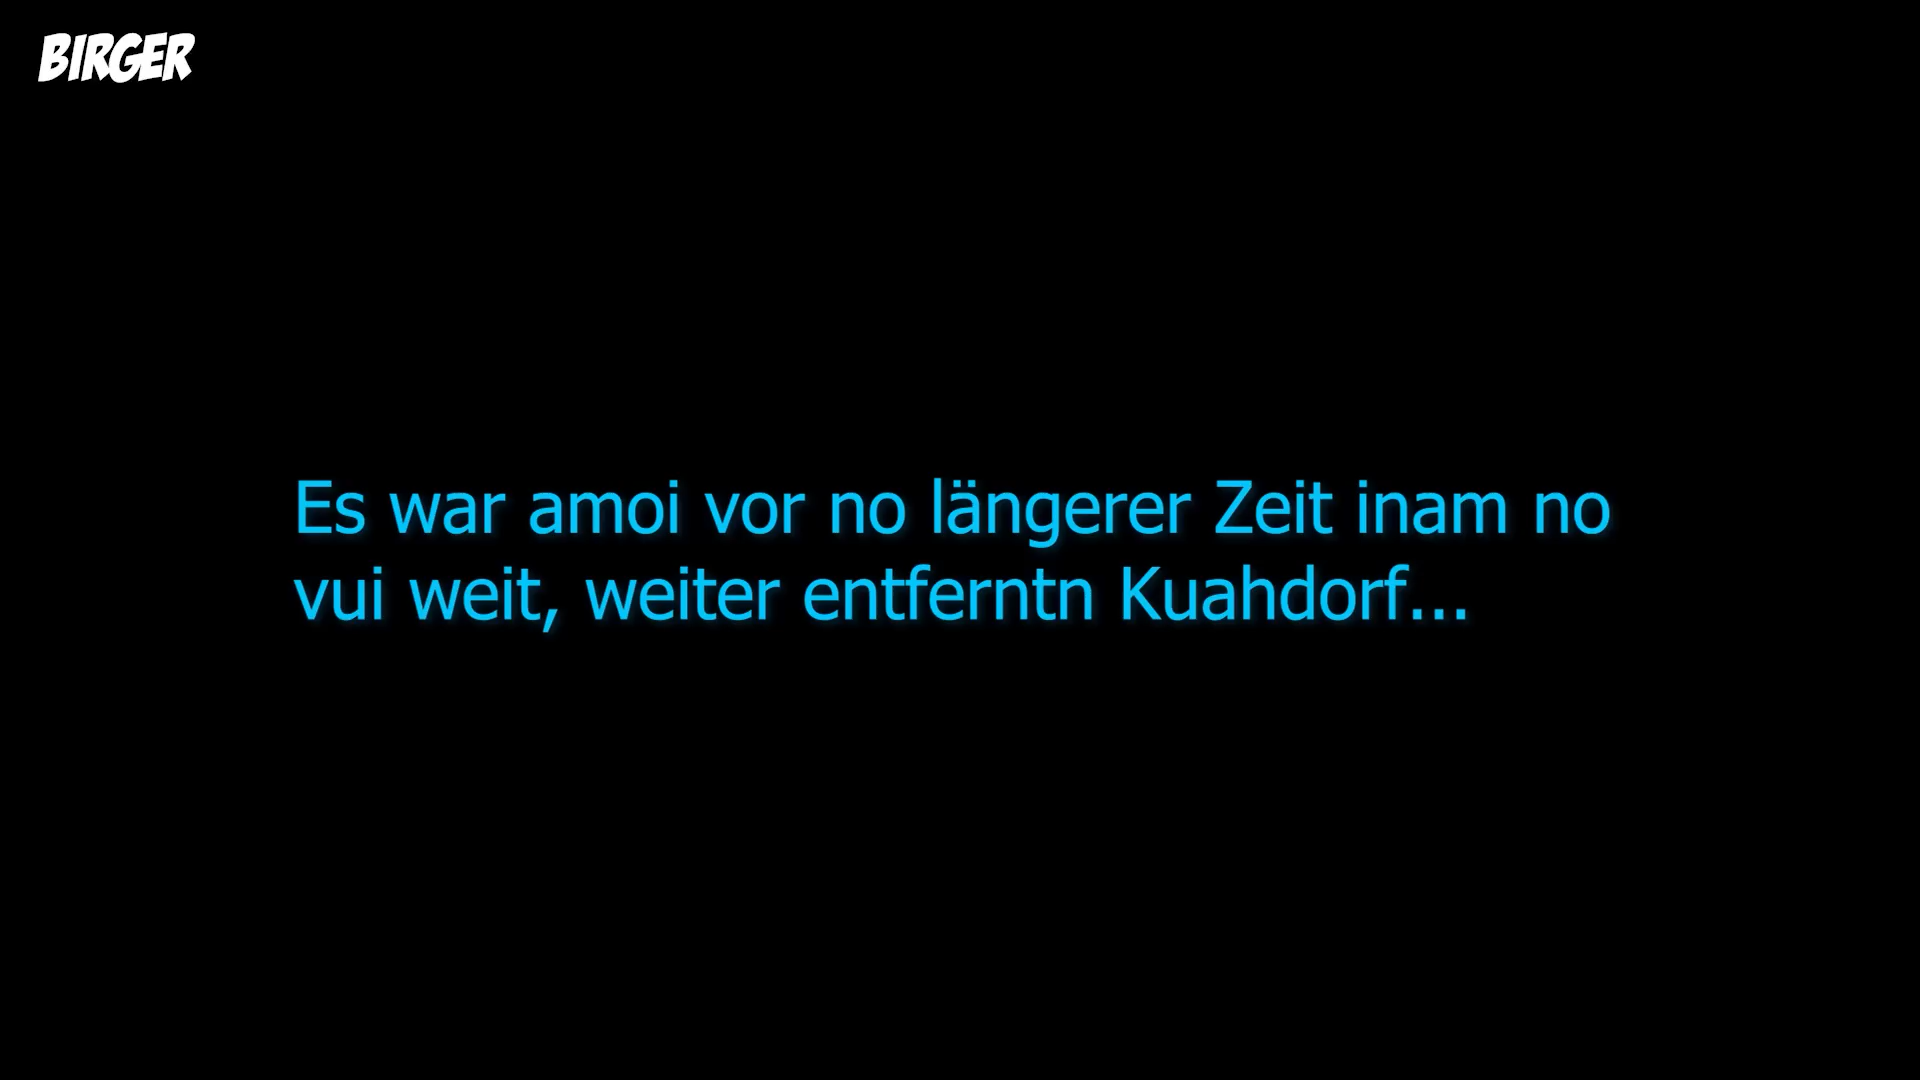 BIRGER
Es war amoi vor no längerer Zeit inam no
vui weit, weiter entferntn Kuahdorf...